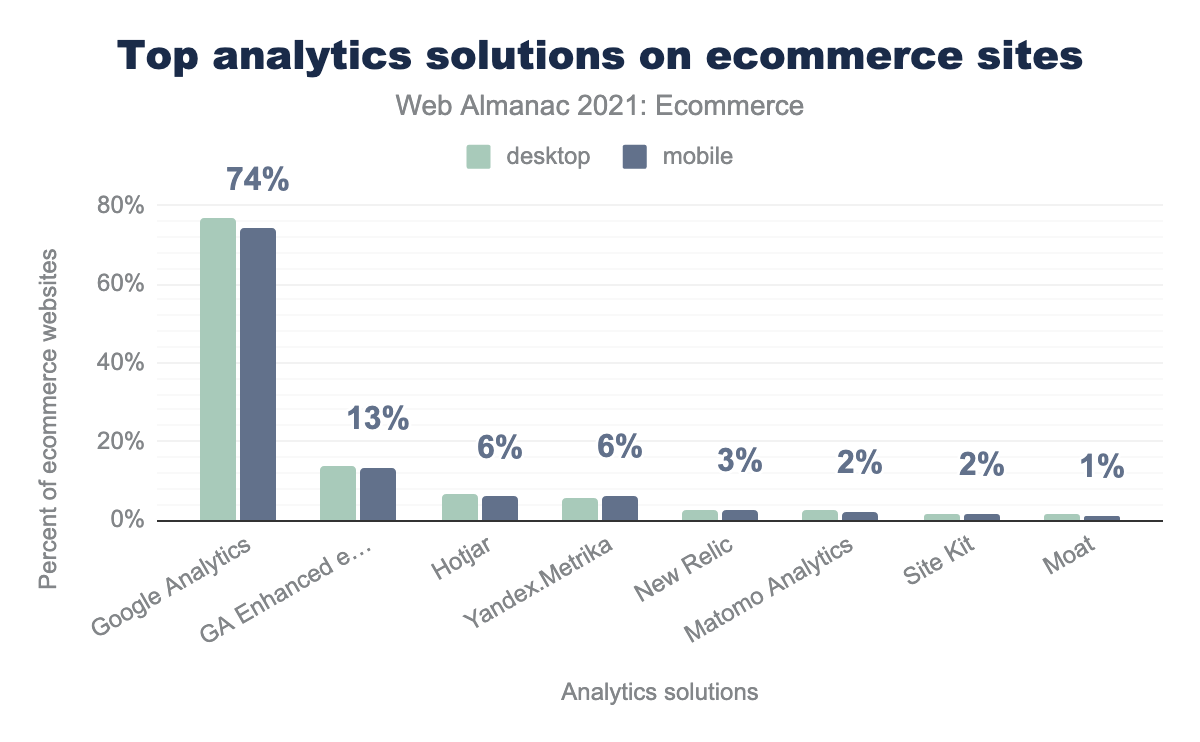 Top analytics solutions on ecommerce sites
Web Almanac 2021: Ecommerce
desktop
mobile
Percent of ecommerce websites
80%
60%
40%
20%
0%
74%
13%
6%
6%
3%
2%
2%
1%
Google Analytics
GA Enhanced e…
Hotjar
Yandex.Metrika
New Relic
Matomo Analytics
Site Kit
Moat
Analytics solutions